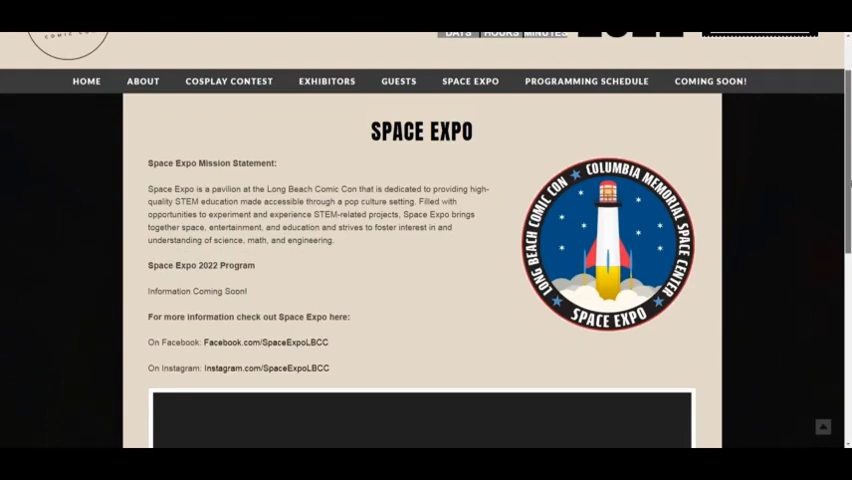 COMIC CON
DAYS HOURS MINUTES
HOME ABOUT COSPLAY CONTEST EXHIBITORS GUESTS SPACE EXPO PROGRAMMING SCHEDULE COMING SOON!
SPACE EXPO
Space Expo Mission Statement:
Space Expo is a pavilion at the Long Beach Comic Con that is dedicated to providing high-
quality STEM education made accessible through a pop culture setting. Filled with
opportunities to experiment and experience STEM-related projects, Space Expo brings
together space, entertainment, and education and strives to foster interest in and
understanding of science, math, and engineering.
Space Expo 2022 Program
Information Coming Soon!
For more information check out Space Expo here:
On Facebook: Facebook.com/SpaceExpoLBCC
On Instagram: Instagram.com/SpaceExpoLBCC
LONG BEACH COMIC CON
COLUMBIA MEMORIAL SPACE CENTER
SPACE EXPO